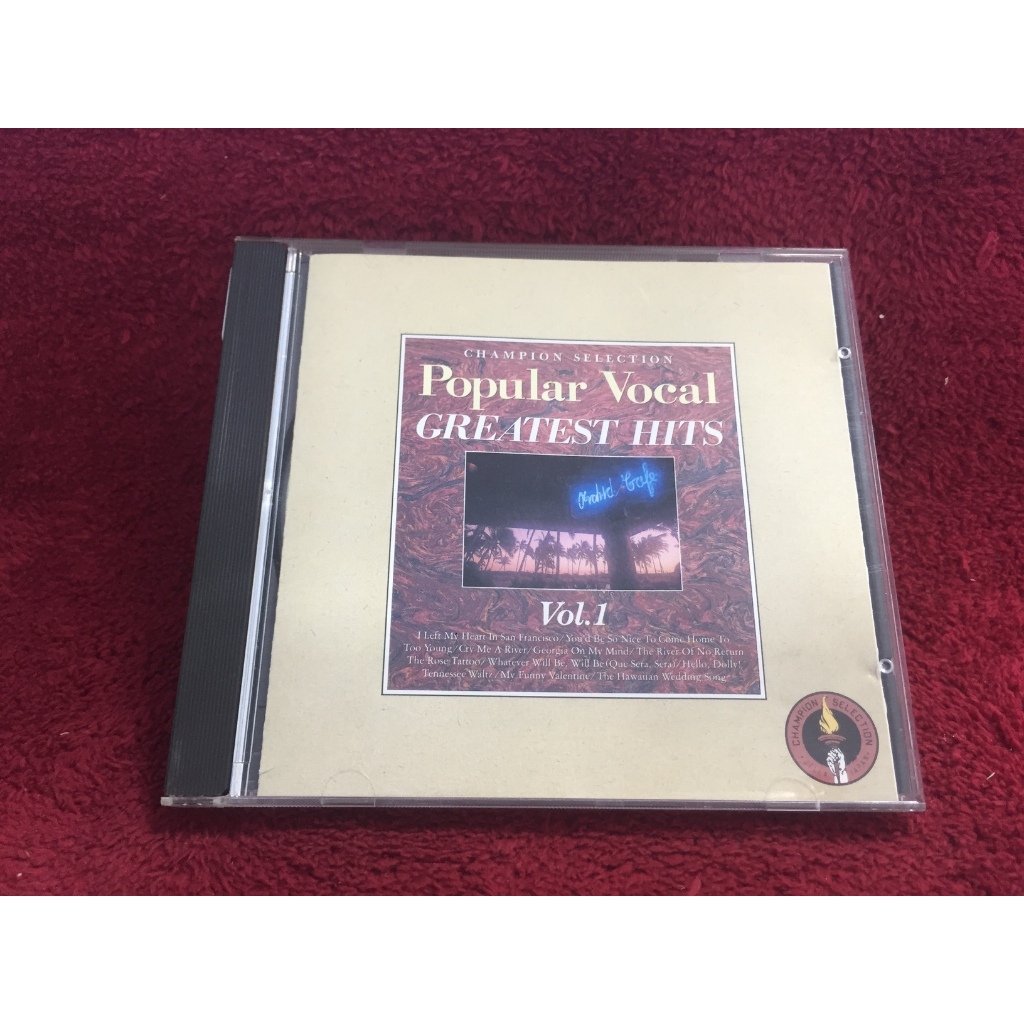 CHAMPION SELECTION
Popular Vocal
GREATEST HITS
Vol.1
I Left My Heart In San Francisco/You'd Be So Nice To Come Home To
Too Young/Cry Me A River/Georgia On My Mind/The River Of No Return
The Rose Tattoo/Whatever Will Be, Will Be(Que Sera, Sera)/Hello, Dolly!
Tennessee Waltz/My Funny Valentine/The Hawaiian Wedding Song
CHAMPION SELECTION